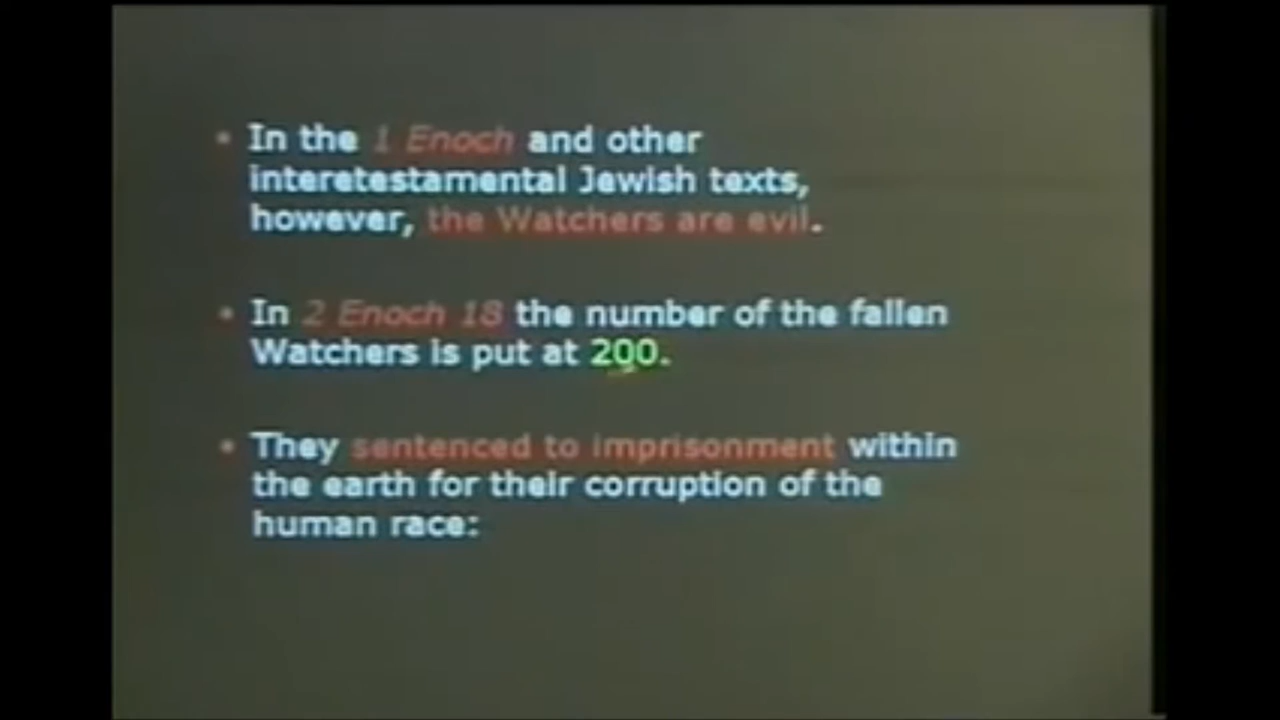 • In the 1 Enoch and other
interetestamental Jewish texts,
however, the Watchers are evil.
• In 2 Enoch 18 the number of the fallen
Watchers is put at 200.
• They sentenced to imprisonment within
the earth for their corruption of the
human race: